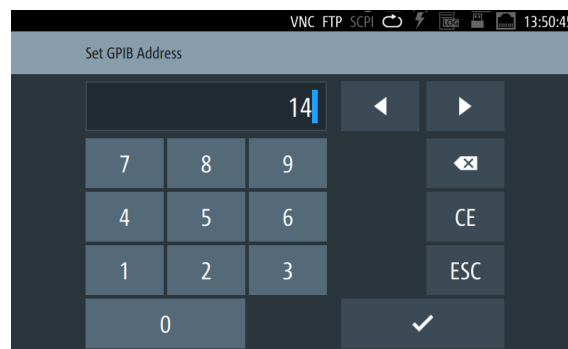 VNC FTP SCPI LOG 13:50:45
Set GPIB Address
14
7 8 9
4 5 6 CE
1 2 3 ESC
0